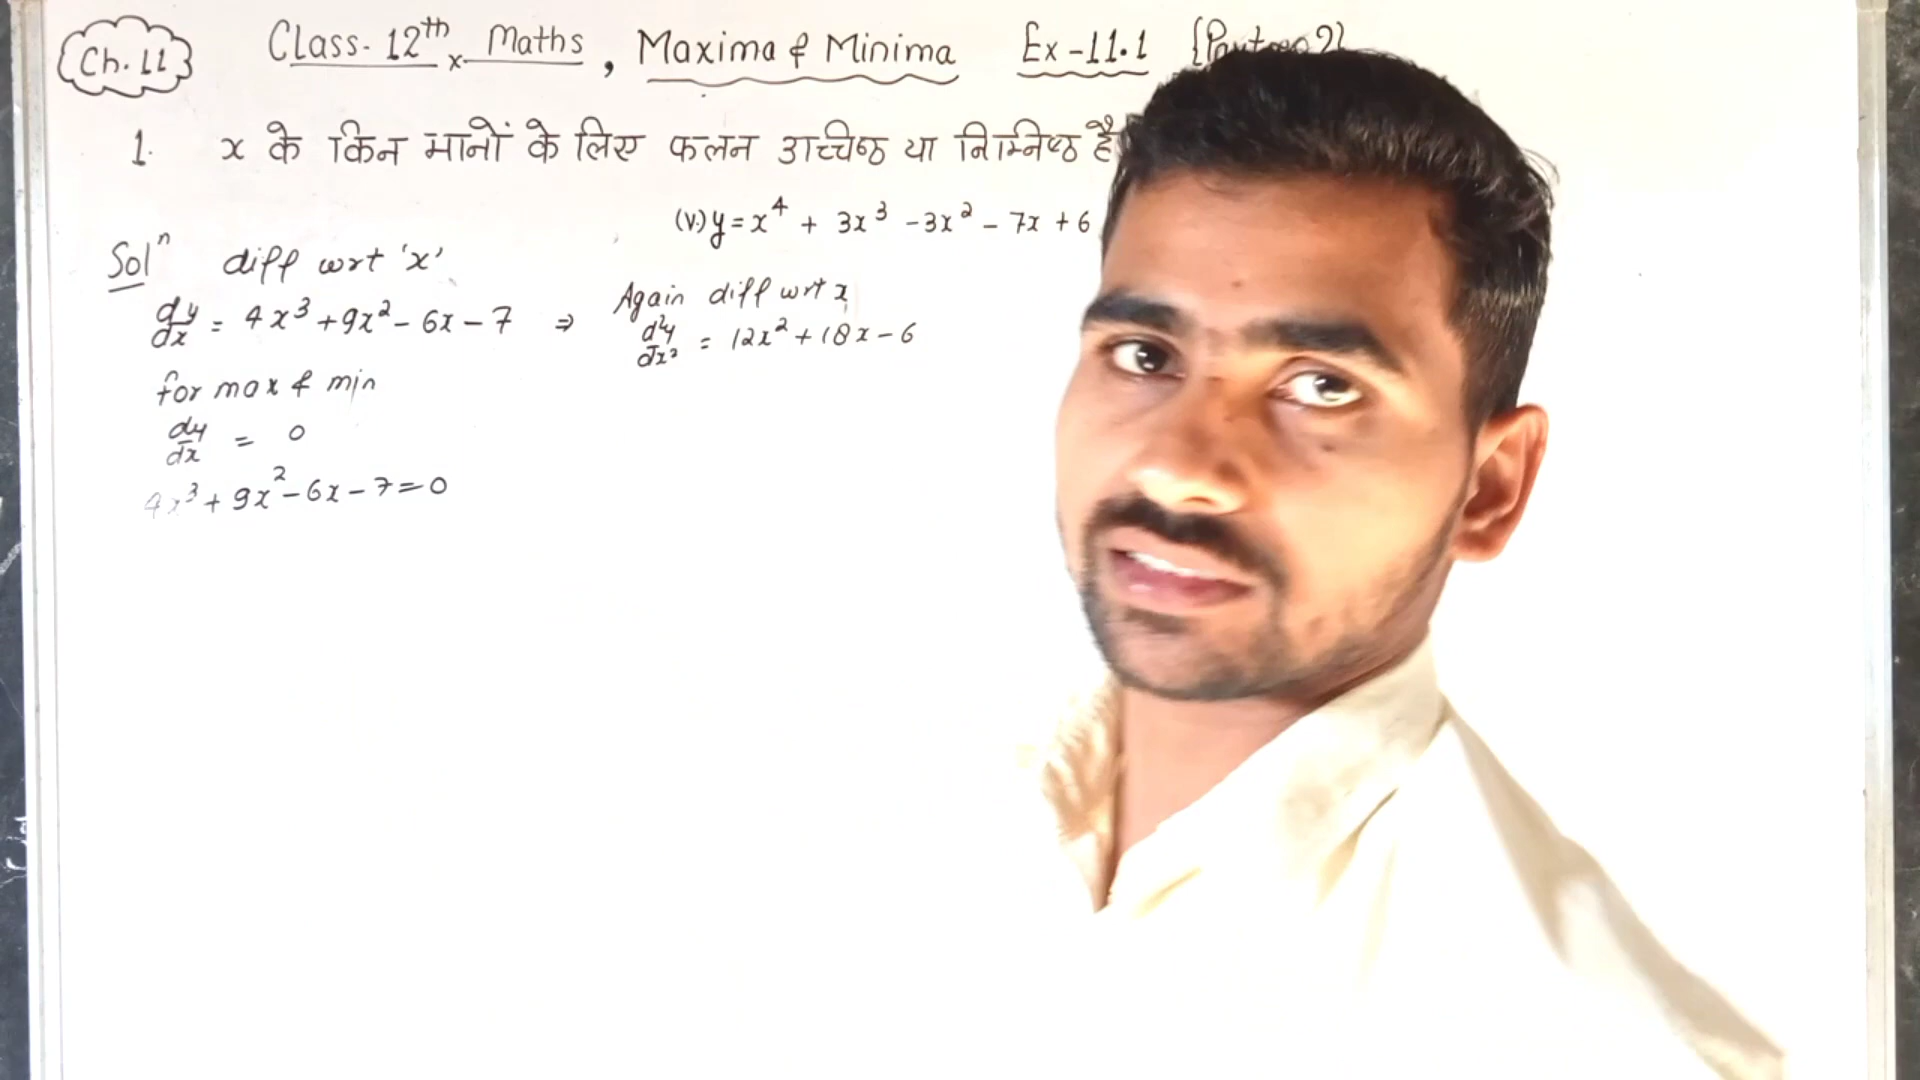 Ch. 11 Class- 12th x Maths , Maxima & Minima Ex-11.1
1. x के किन मानों के लिए फलन उच्चिष्ठ या निम्निष्ठ है
(v.) y = x⁴ + 3x³ - 3x² - 7x + 6
Solⁿ diff wrt 'x'
dy/dx = 4x³ + 9x² - 6x - 7 ⇒ Again diff wrt x
d²y/dx² = 12x² + 18x - 6
for max & min
dy/dx = 0
4x³ + 9x² - 6x - 7 = 0